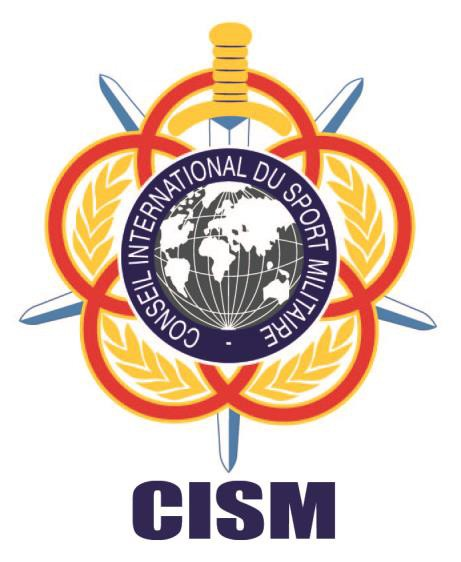 CONSEIL INTERNATIONAL DU SPORT MILITAIRE -
CISM